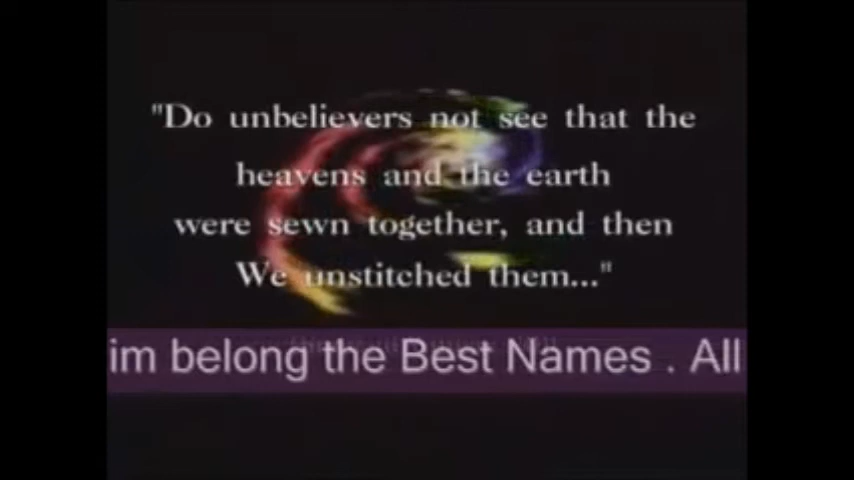 "Do unbelievers not see that the
heavens and the earth
were sewn together, and then
We unstitched them..."
im belong the Best Names . All